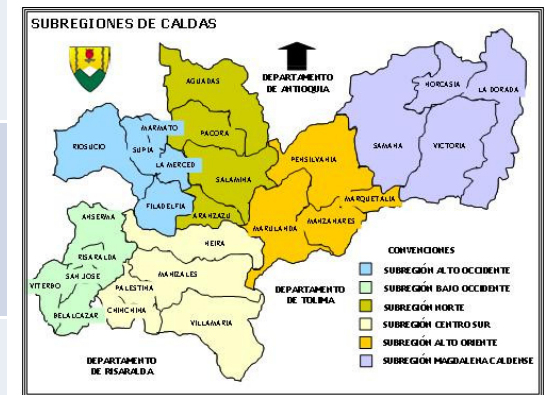 SUBREGIONES DE CALDAS
DEPARTAMENTO
DE ANTIOQUIA
AGUADAS
NORCASIA
LA DORADA
MARMATO
PACORA
RIOSUCIO
SUPIA
LA MERCED
PENSILVANIA
SAMANA
VICTORIA
SALAMINA
FILADELFIA
ARANZAZU
MARQUETALIA
MARULANDA
MANZANARES
ANSERMA
NEIRA
RISARALDA
SAN JOSE
MANIZALES
VITERBO
PALESTINA
BELALCAZAR
CHINCHINA
VILLAMARIA
DEPARTAMENTO
DE TOLIMA
DEPARTAMENTO
DE RISARALDA
CONVENCIONES
SUBREGIÓN ALTO OCCIDENTE
SUBREGIÓN BAJO OCCIDENTE
SUBREGIÓN NORTE
SUBREGIÓN CENTRO SUR
SUBREGIÓN ALTO ORIENTE
SUBREGIÓN MAGDALENA CALDENSE